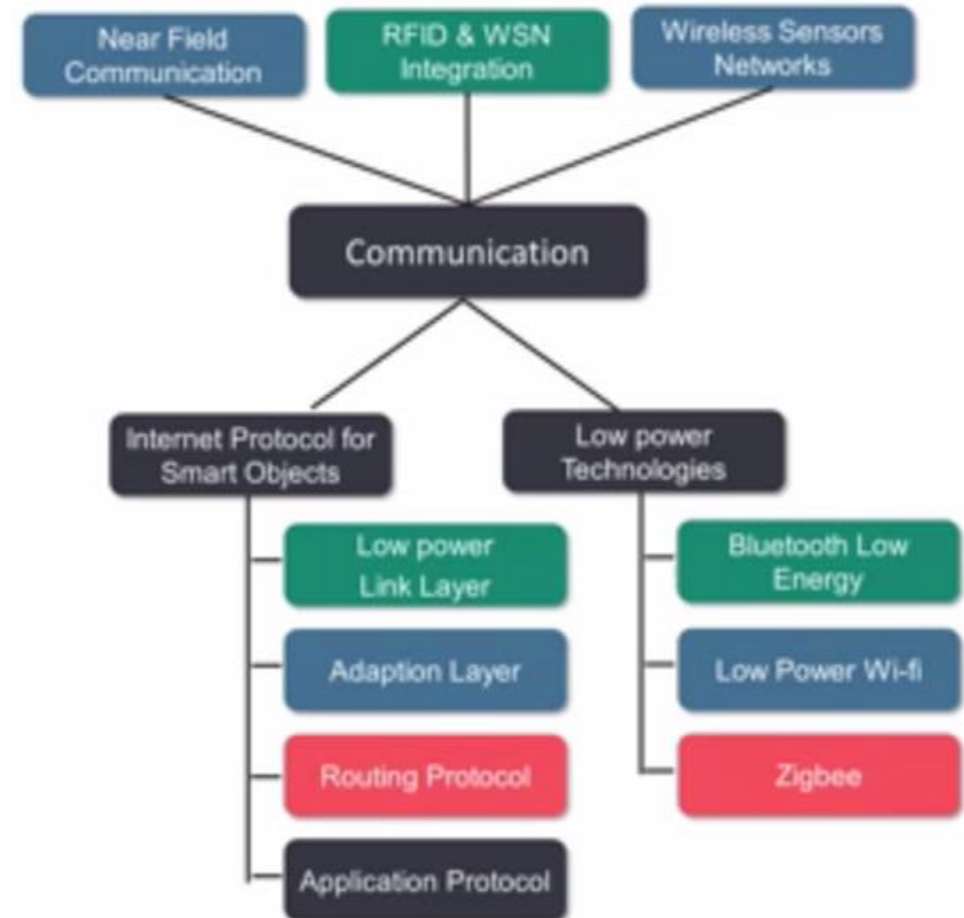 Near Field
Communication
RFID & WSN
Integration
Wireless Sensors
Networks
Communication
Internet Protocol for
Smart Objects
Low power
Link Layer
Adaption Layer
Routing Protocol
Application Protocol
Low power
Technologies
Bluetooth Low
Energy
Low Power Wi-fi
Zigbee